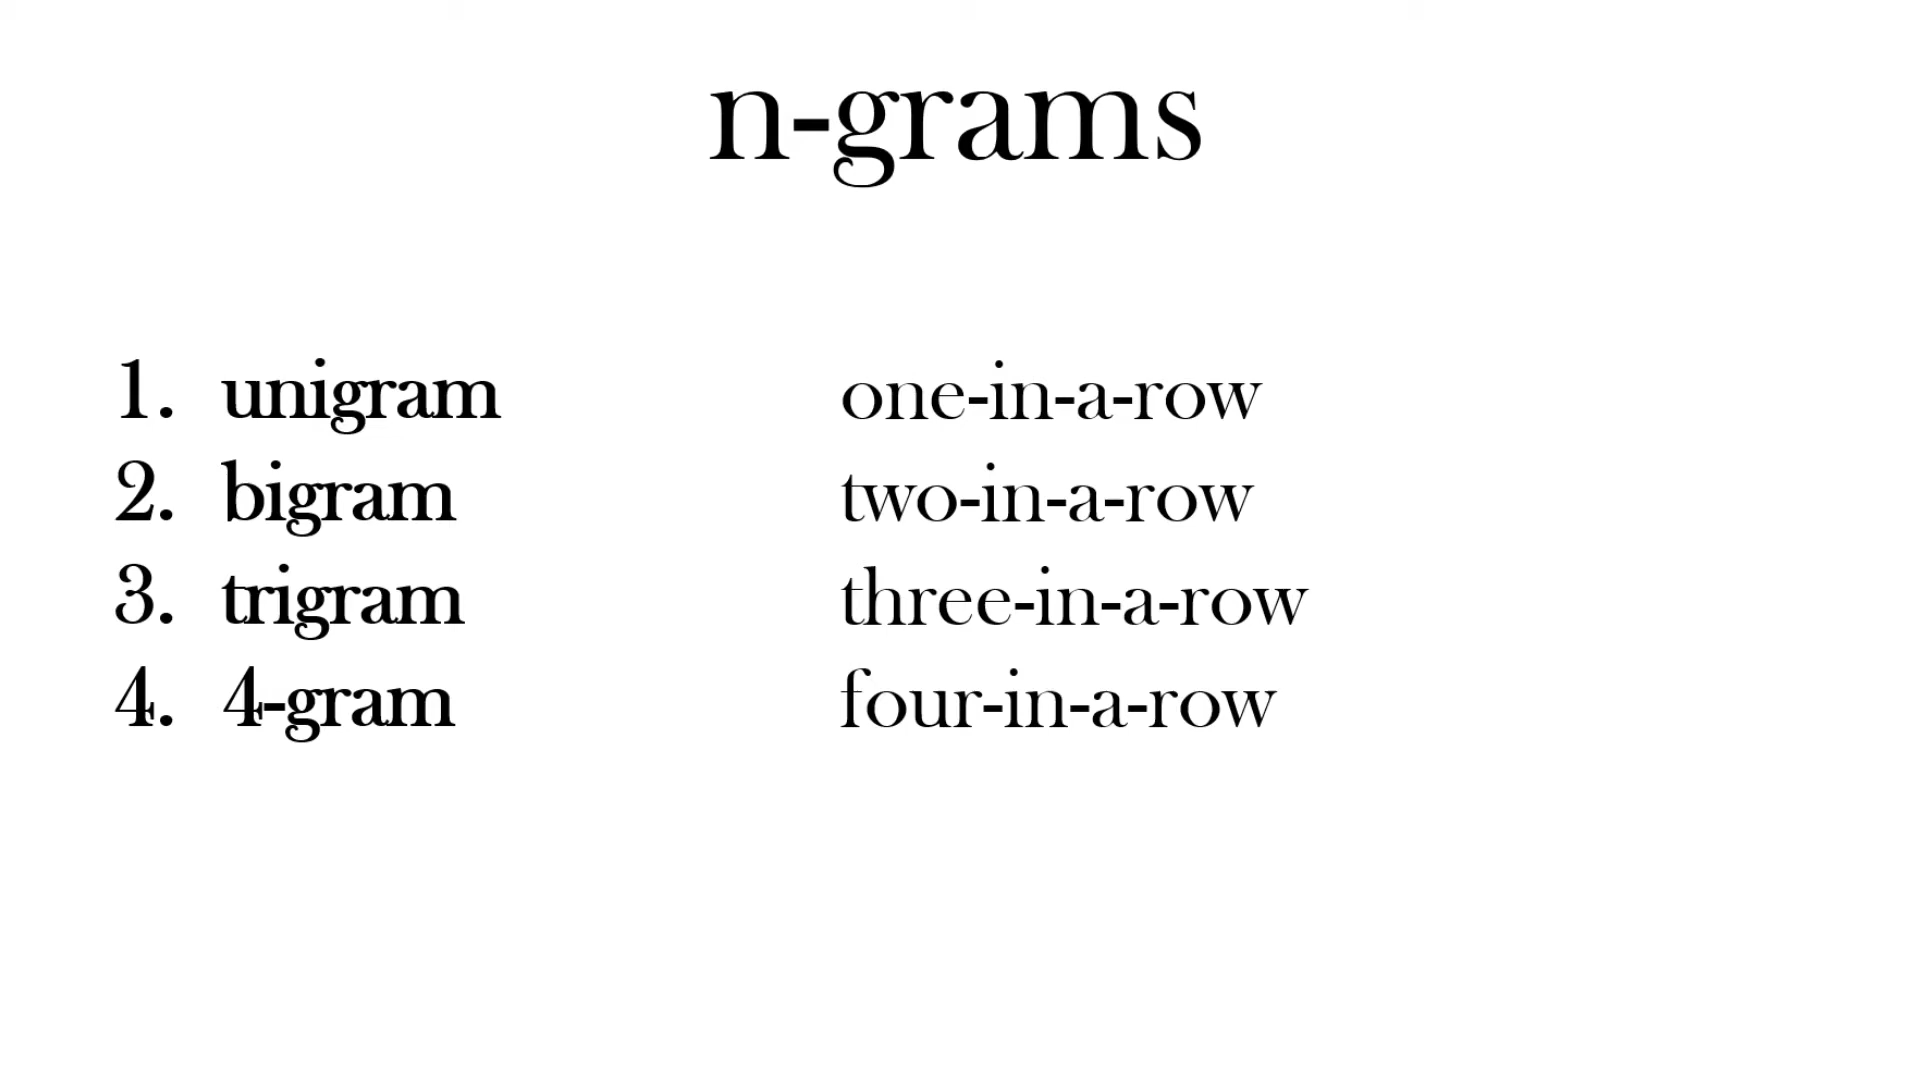 n-grams
1. unigram one-in-a-row
2. bigram two-in-a-row
3. trigram three-in-a-row
4. 4-gram four-in-a-row